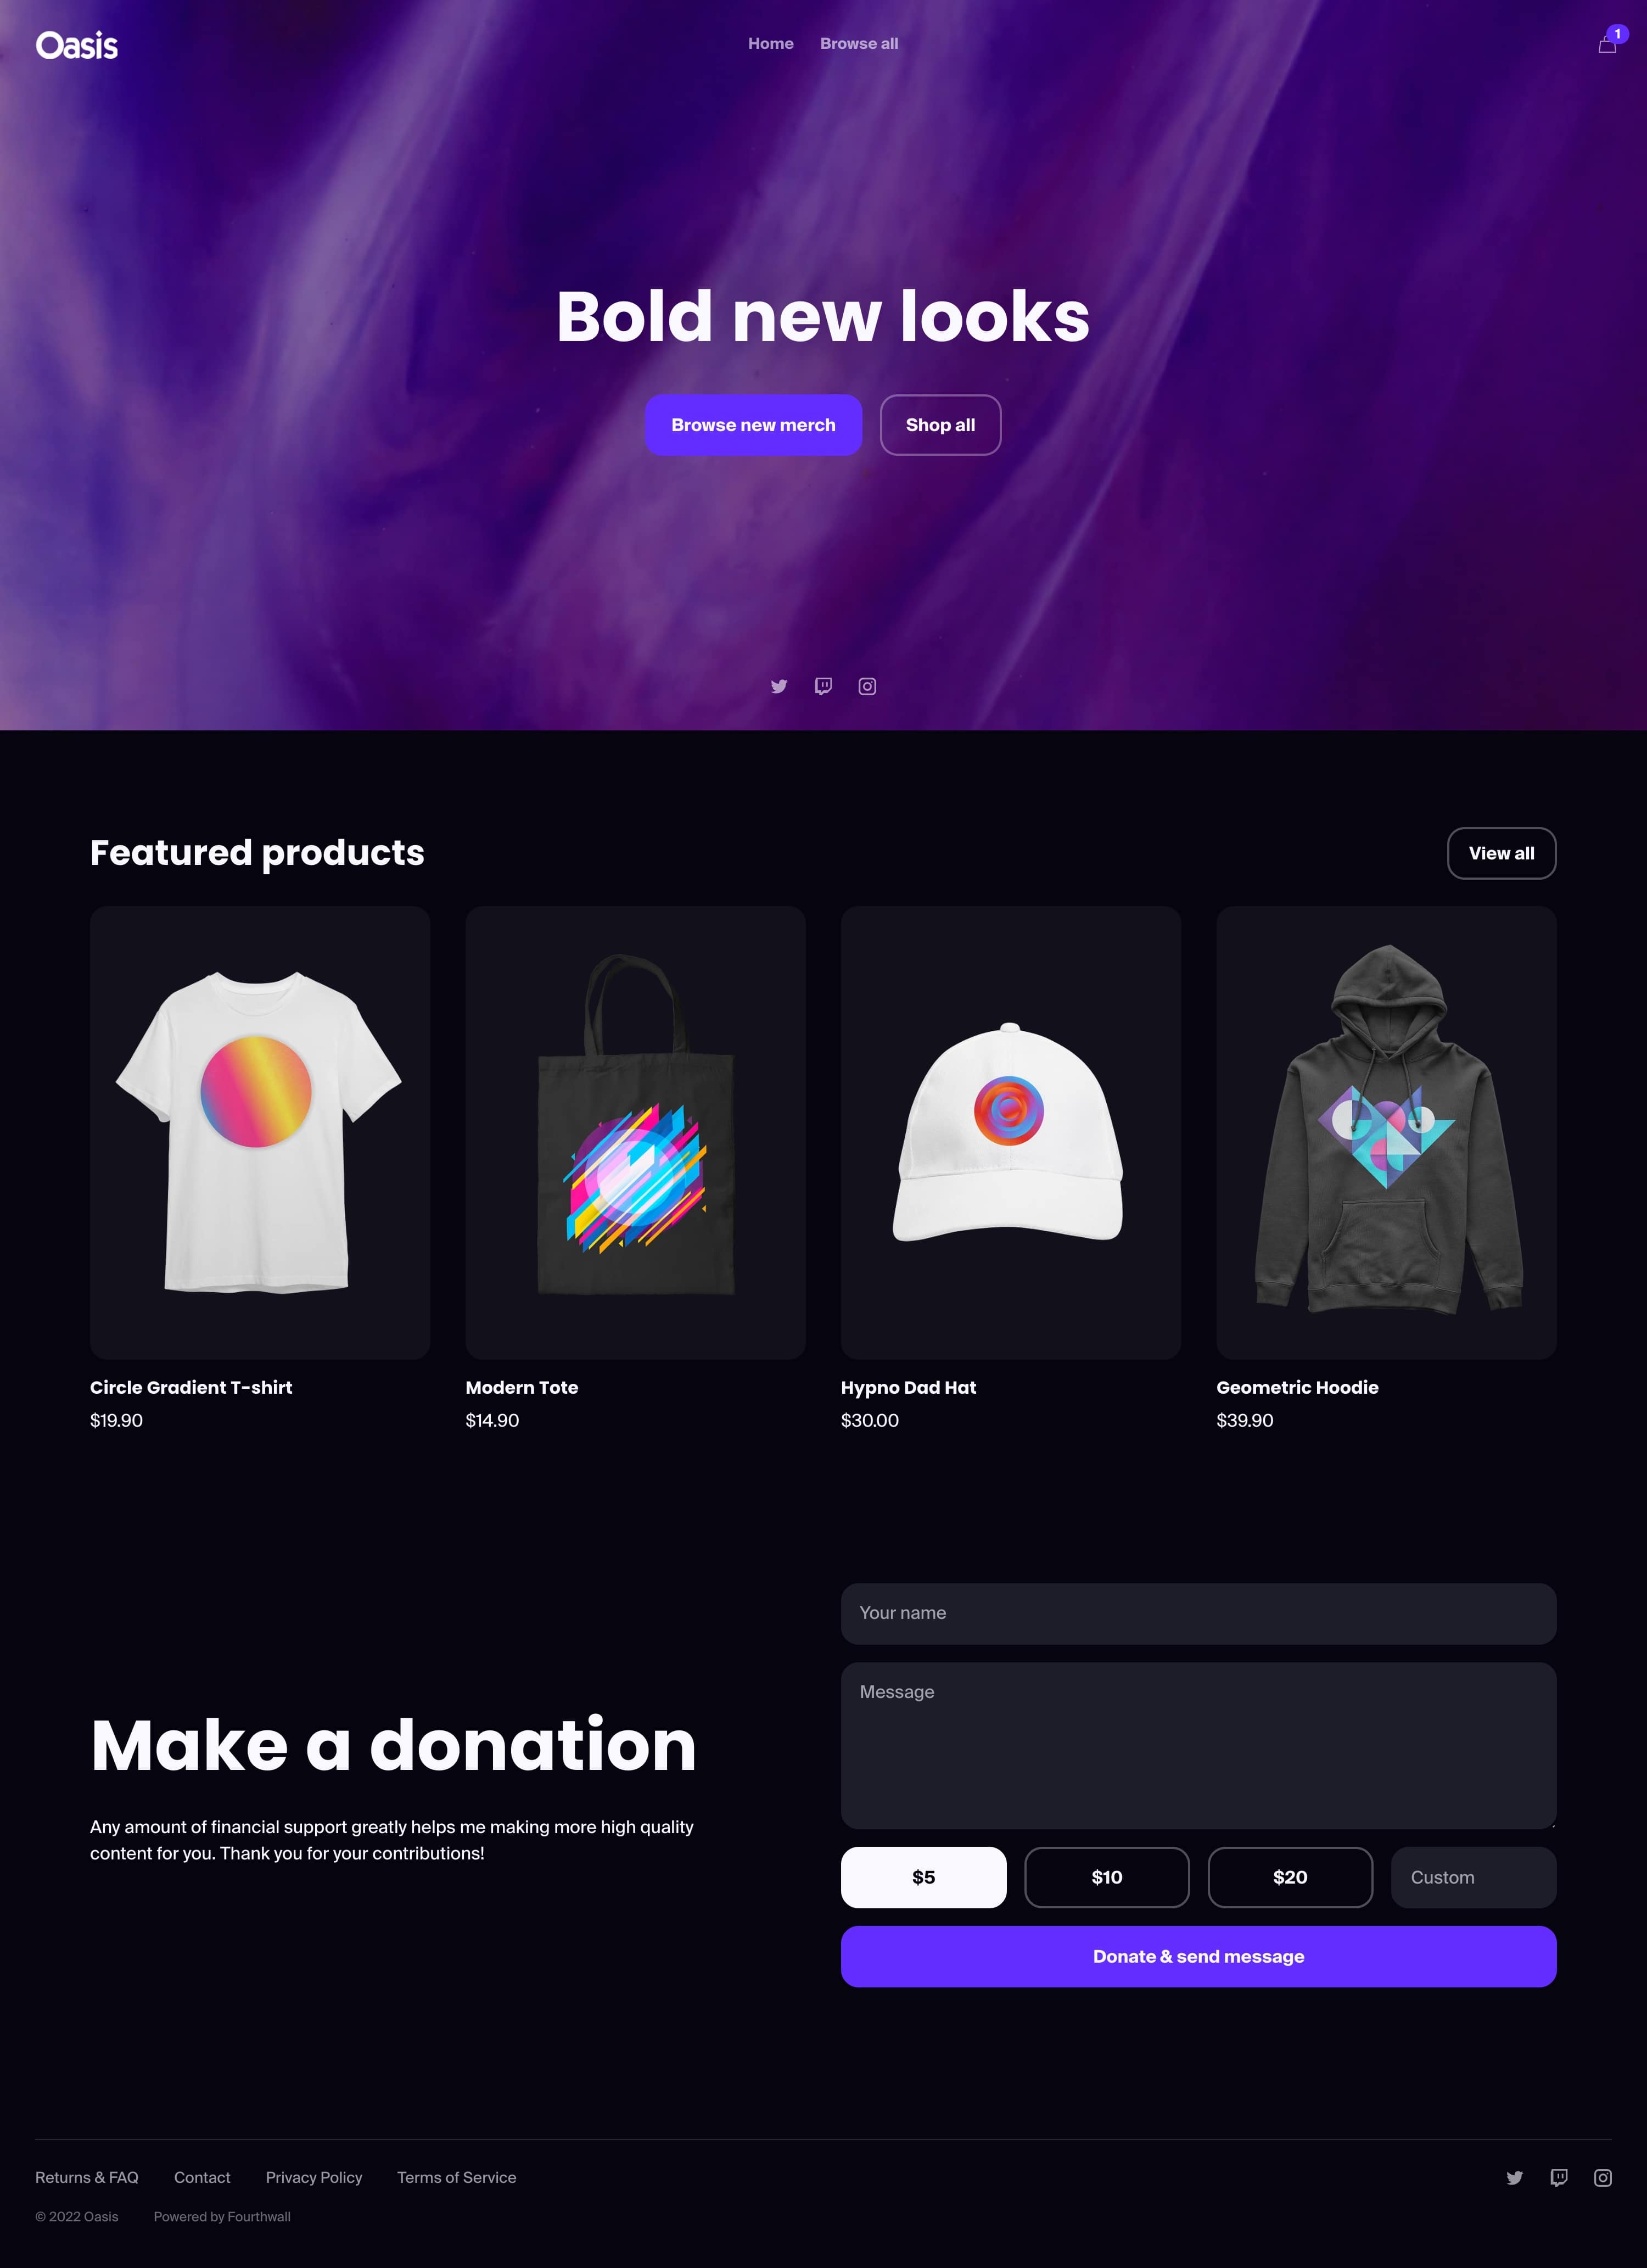 Oasis
Home
Browse all
1
Bold new looks
Browse new merch
Shop all
Featured products
View all
Circle Gradient T-shirt
$19.90
Modern Tote
$14.90
Hypno Dad Hat
$30.00
Geometric Hoodie
$39.90
Make a donation
Any amount of financial support greatly helps me making more high quality
content for you. Thank you for your contributions!
Your name
Message
$5
$10
$20
Custom
Donate & send message
Returns & FAQ
Contact
Privacy Policy
Terms of Service
© 2022 Oasis
Powered by Fourthwall